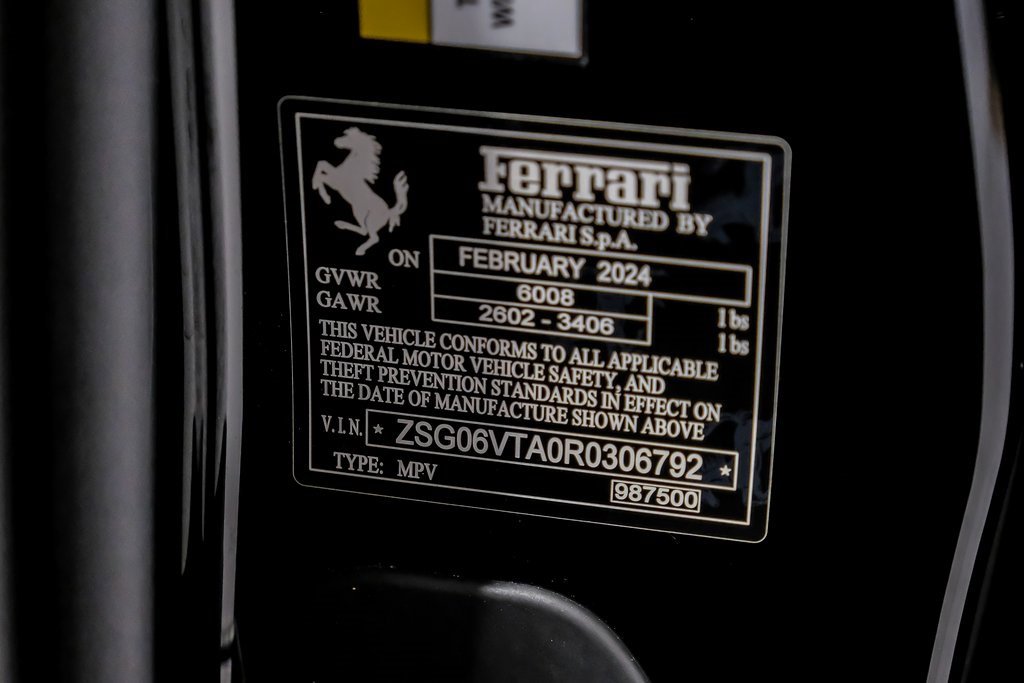 Ferrari
MANUFACTURED BY
FERRARI S.p.A.
ON FEBRUARY 2024
GVWR 6008 lbs
GAWR 2602 - 3406 lbs
THIS VEHICLE CONFORMS TO ALL APPLICABLE
FEDERAL MOTOR VEHICLE SAFETY, AND
THEFT PREVENTION STANDARDS IN EFFECT ON
THE DATE OF MANUFACTURE SHOWN ABOVE
V.I.N. * ZSG06VTA0R0306792 *
TYPE: MPV
987500